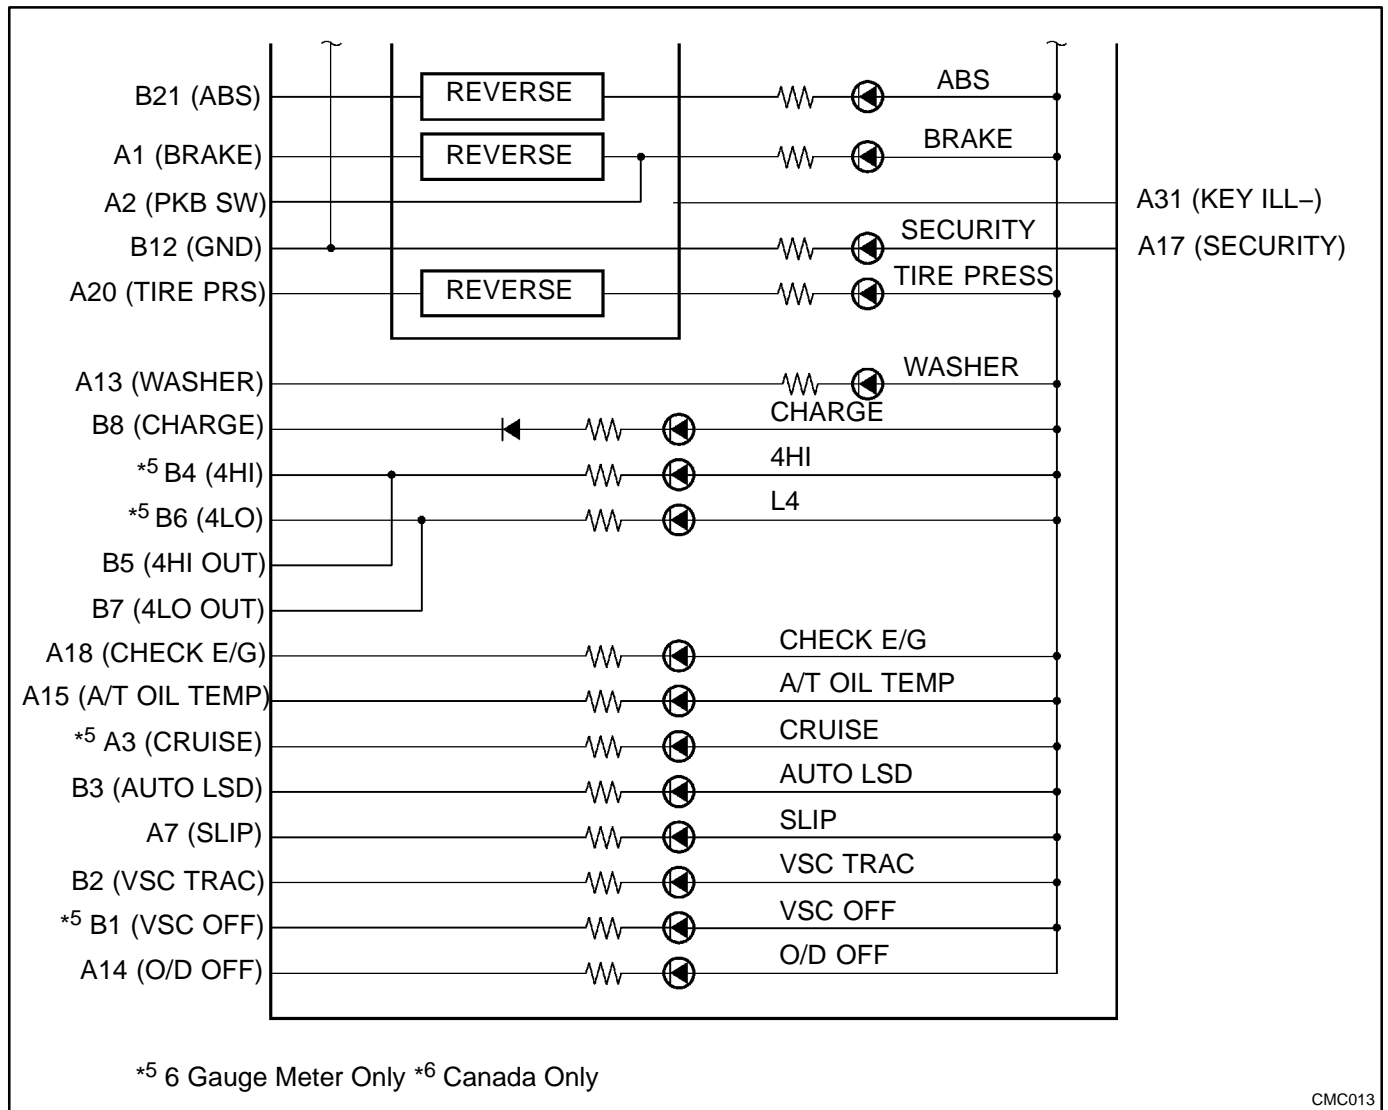 B21 (ABS) REVERSE ABS
A1 (BRAKE) REVERSE BRAKE
A2 (PKB SW) A31 (KEY ILL–)
B12 (GND) SECURITY A17 (SECURITY)
A20 (TIRE PRS) REVERSE TIRE PRESS
A13 (WASHER) WASHER
B8 (CHARGE) CHARGE
*5 B4 (4HI) 4HI
*5 B6 (4LO) L4
B5 (4HI OUT)
B7 (4LO OUT)
A18 (CHECK E/G) CHECK E/G
A15 (A/T OIL TEMP) A/T OIL TEMP
*5 A3 (CRUISE) CRUISE
B3 (AUTO LSD) AUTO LSD
A7 (SLIP) SLIP
B2 (VSC TRAC) VSC TRAC
*5 B1 (VSC OFF) VSC OFF
A14 (O/D OFF) O/D OFF
*5 6 Gauge Meter Only *6 Canada Only
CMC013